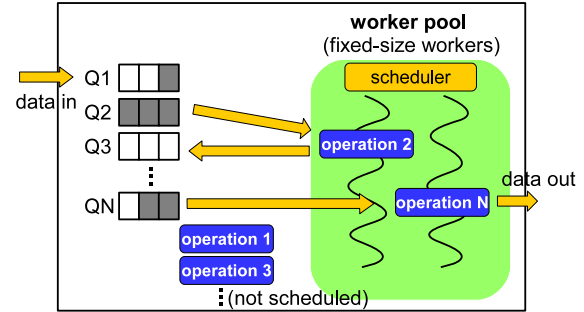 worker pool
(fixed-size workers)
scheduler
Q1
data in
Q2
Q3
operation 2
QN
operation N
data out
operation 1
operation 3
(not scheduled)